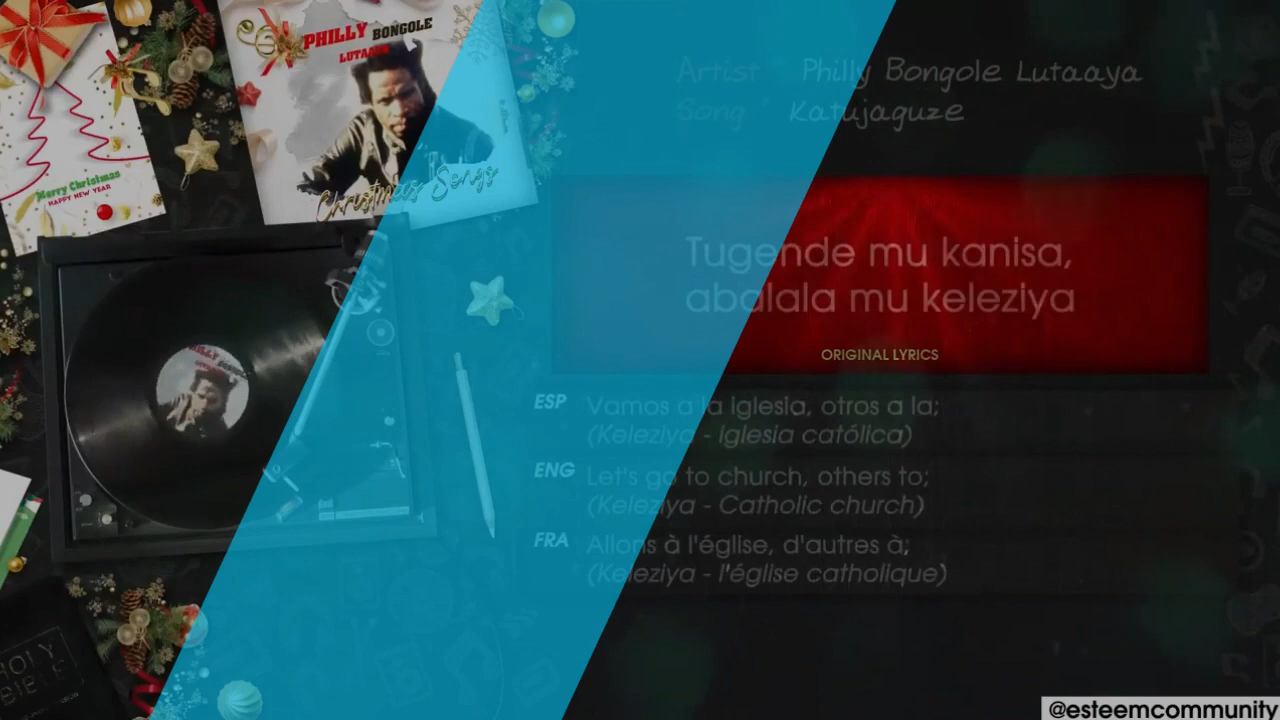 PHILLY BONGOLE
LUTAAYA
Christmas Songs
Merry Christmas
HAPPY NEW YEAR
Artist : Philly Bongole Lutaaya
Song : Katujaguze
Tugende mu kanisa,
abalala mu keleziya
ORIGINAL LYRICS
ESP Vamos a la iglesia, otros a la;
(Keleziya - iglesia católica)
ENG Let's go to church, others to;
(Keleziya - Catholic church)
FRA Allons à l'église, d'autres à;
(Keleziya - l'église catholique)
HOLY
BIBLE
@esteemcommunity